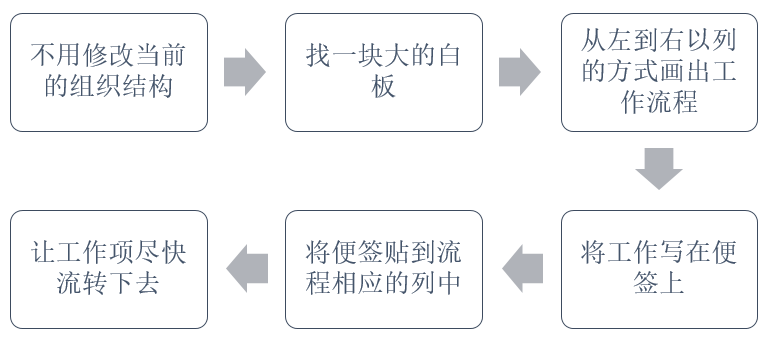 不用修改当前
的组织结构
找一块大的白
板
从左到右以列
的方式画出工
作流程
将工作写在便
签上
将便签贴到流
程相应的列中
让工作项尽快
流转下去